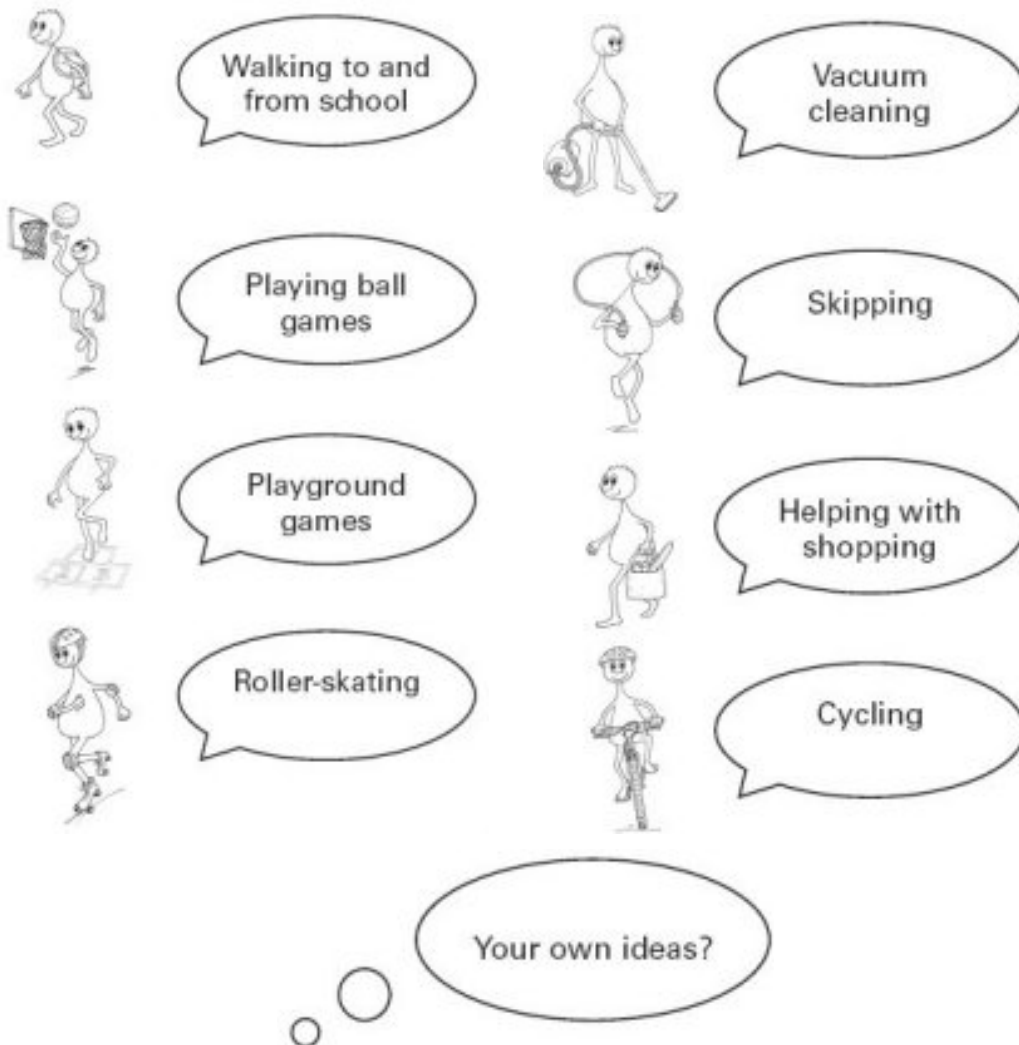 Walking to and
from school
Vacuum
cleaning
Playing ball
games
Skipping
Playground
games
Helping with
shopping
Roller-skating
Cycling
Your own ideas?